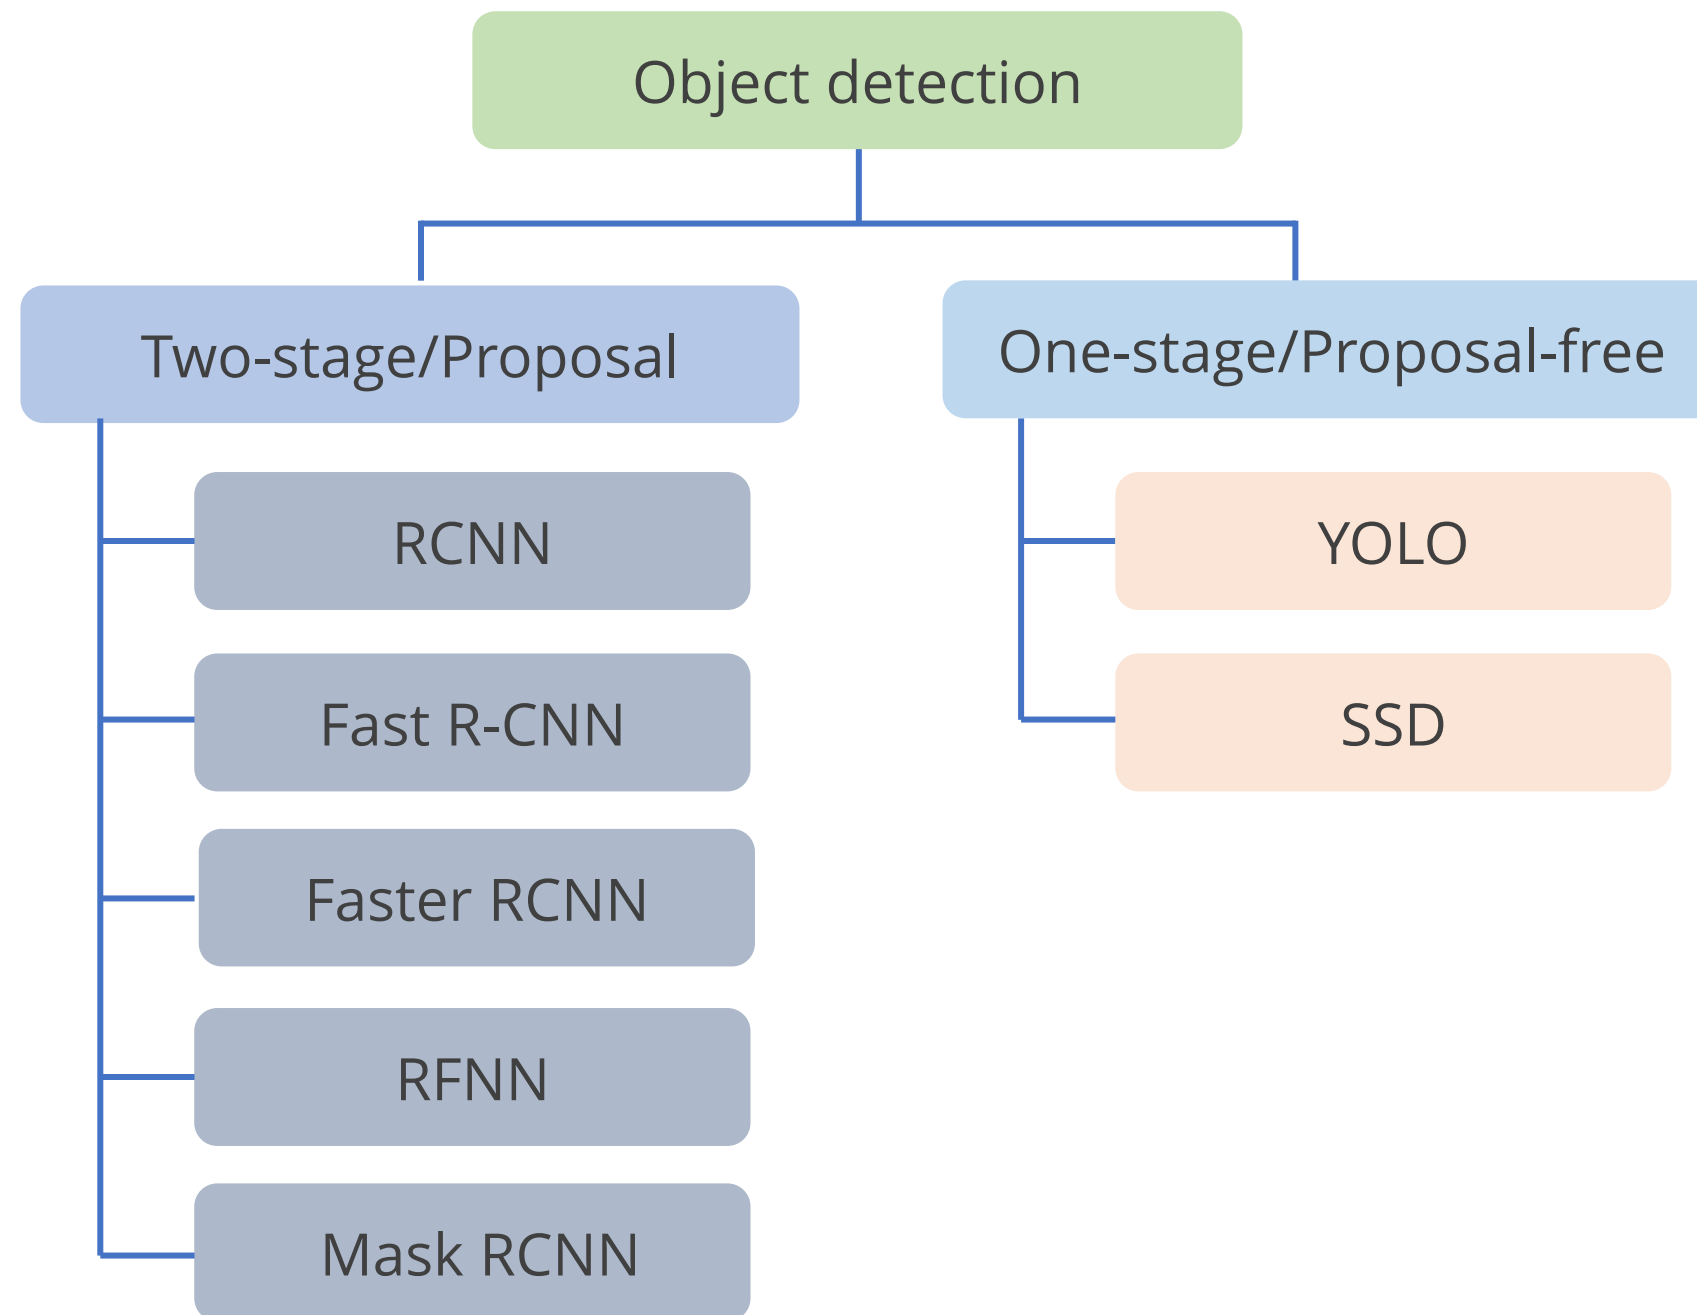 Object detection
Two-stage/Proposal
One-stage/Proposal-free
RCNN
Fast R-CNN
Faster RCNN
RFNN
Mask RCNN
YOLO
SSD